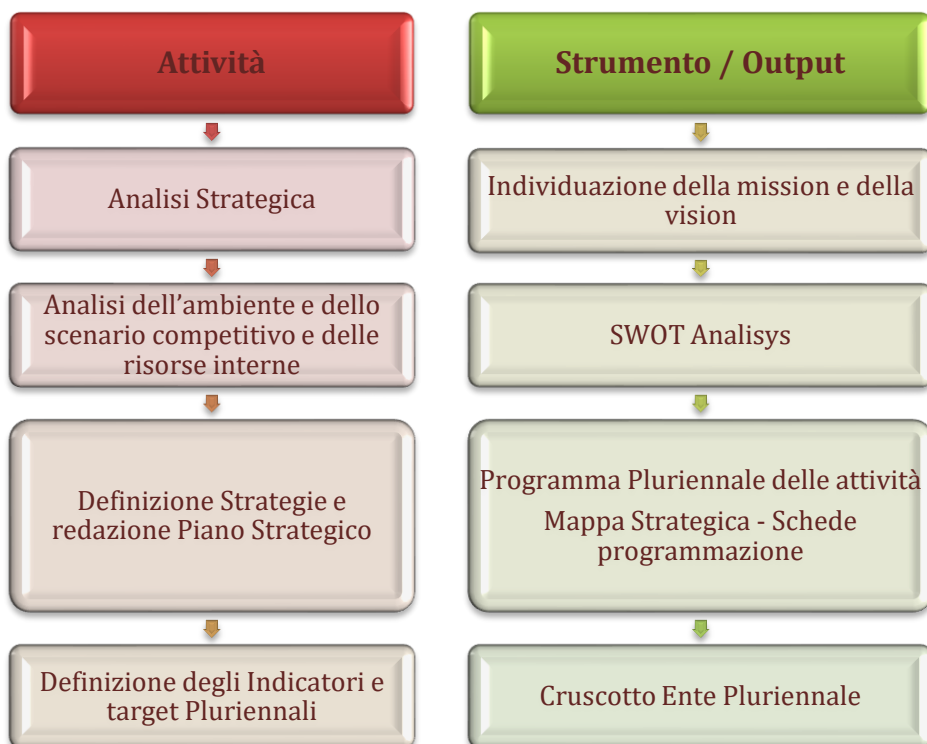 Attività
Strumento / Output
Analisi Strategica
Individuazione della mission e della
vision
Analisi dell’ambiente e dello
scenario competitivo e delle
risorse interne
SWOT Analisys
Definizione Strategie e
redazione Piano Strategico
Programma Pluriennale delle attività
Mappa Strategica - Schede
programmazione
Definizione degli Indicatori e
target Pluriennali
Cruscotto Ente Pluriennale